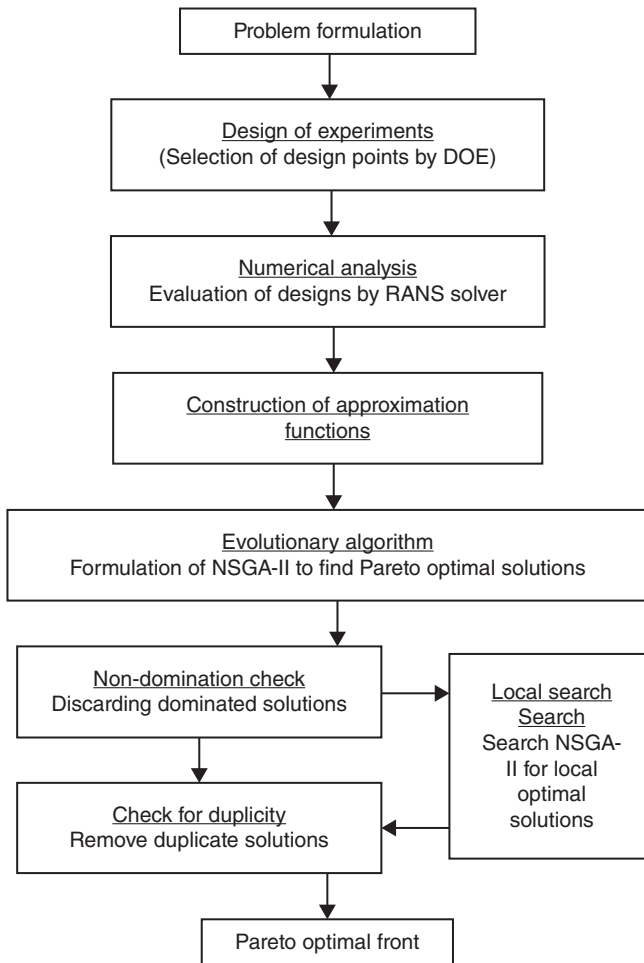 Problem formulation
Design of experiments
(Selection of design points by DOE)
Numerical analysis
Evaluation of designs by RANS solver
Construction of approximation
functions
Evolutionary algorithm
Formulation of NSGA-II to find Pareto optimal solutions
Non-domination check
Discarding dominated solutions
Local search
Search
Search NSGA-
II for local
optimal
solutions
Check for duplicity
Remove duplicate solutions
Pareto optimal front